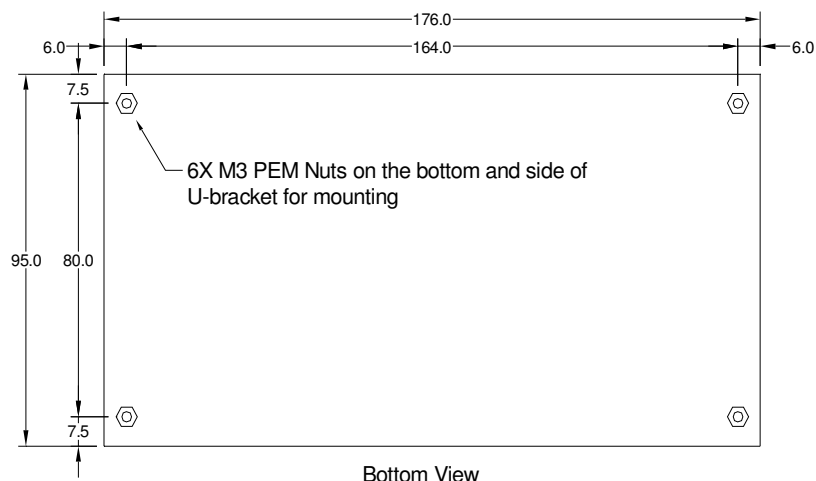 176.0
6.0
164.0
6.0
7.5
6X M3 PEM Nuts on the bottom and side of
U-bracket for mounting
95.0
80.0
7.5
Bottom View